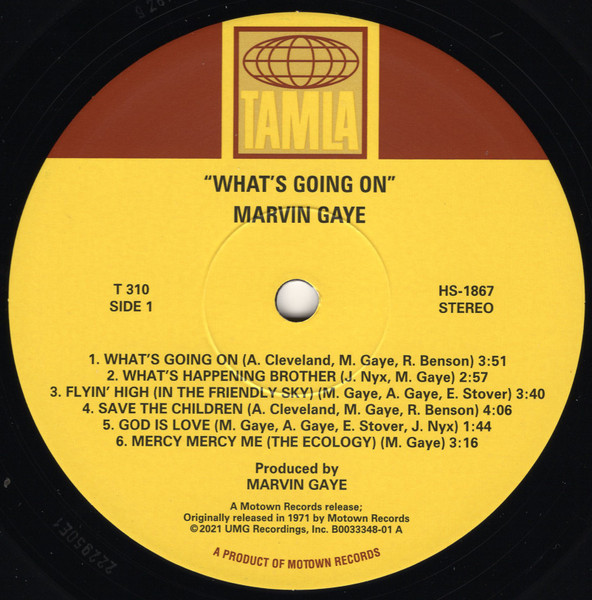 TAMLA
"WHAT'S GOING ON"
MARVIN GAYE
T 310
SIDE 1
HS-1867
STEREO
1. WHAT'S GOING ON (A. Cleveland, M. Gaye, R. Benson) 3:51
2. WHAT'S HAPPENING BROTHER (J. Nyx, M. Gaye) 2:57
3. FLYIN' HIGH (IN THE FRIENDLY SKY) (M. Gaye, A. Gaye, E. Stover) 3:40
4. SAVE THE CHILDREN (A. Cleveland, M. Gaye, R. Benson) 4:06
5. GOD IS LOVE (M. Gaye, A. Gaye, E. Stover, J. Nyx) 1:44
6. MERCY MERCY ME (THE ECOLOGY) (M. Gaye) 3:16
Produced by
MARVIN GAYE
A Motown Records release;
Originally released in 1971 by Motown Records
©2021 UMG Recordings, Inc. B0033348-01 A
A PRODUCT OF MOTOWN RECORDS